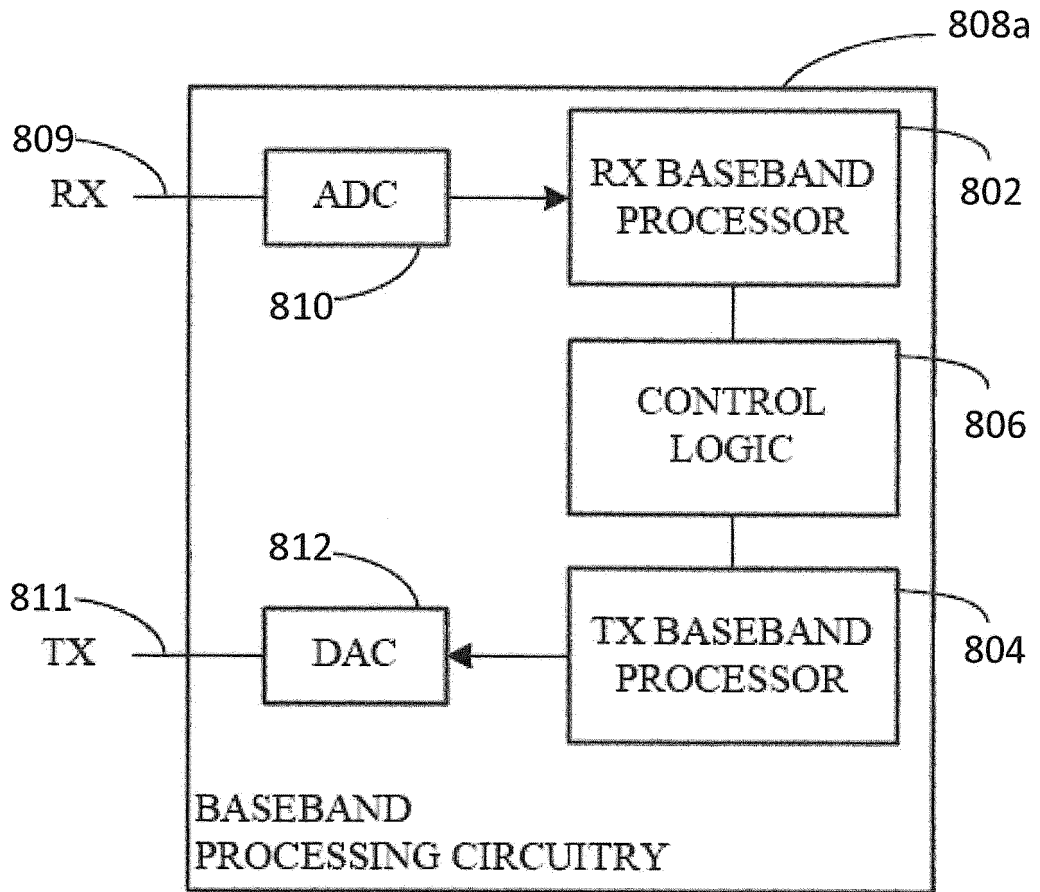 808a
809
RX
ADC
RX BASEBAND
PROCESSOR
802
810
CONTROL
LOGIC
806
812
811
TX
DAC
TX BASEBAND
PROCESSOR
804
BASEBAND
PROCESSING CIRCUITRY